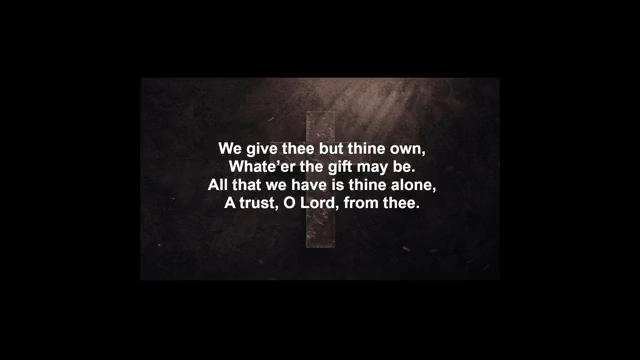 We give thee but thine own,
Whate’er the gift may be.
All that we have is thine alone,
A trust, O Lord, from thee.